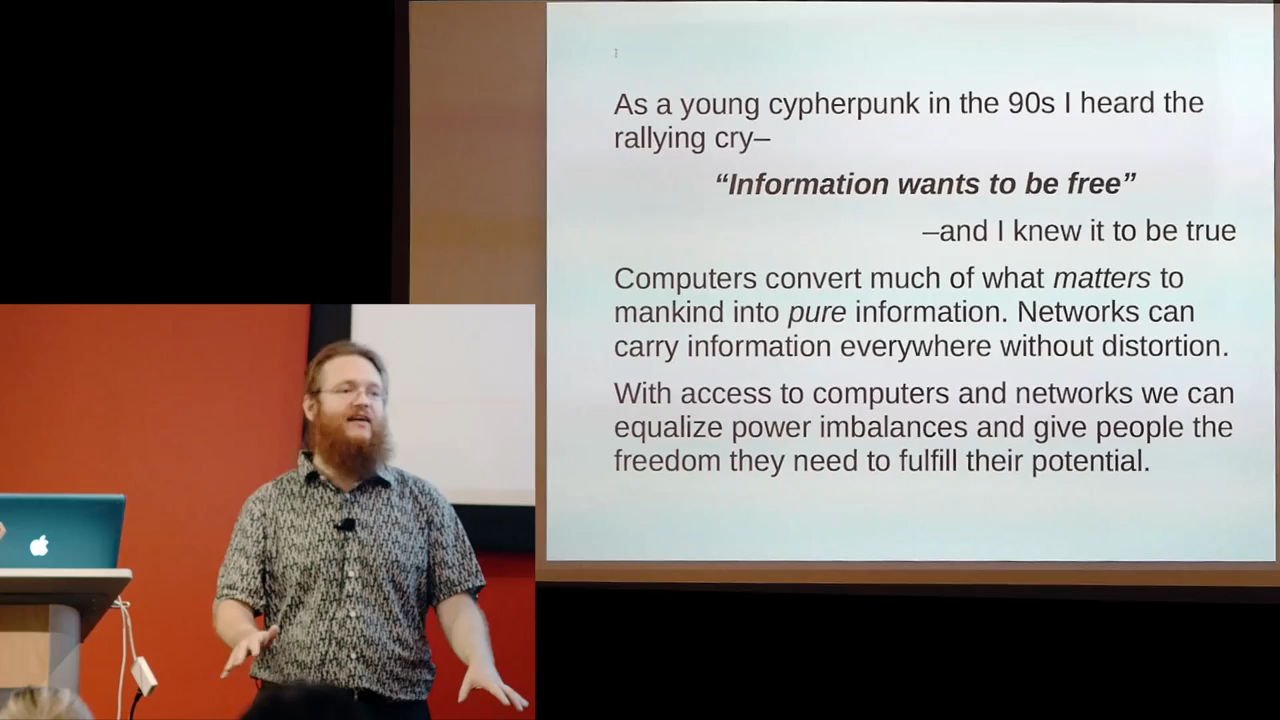 As a young cypherpunk in the 90s I heard the
rallying cry–
“Information wants to be free”
–and I knew it to be true
Computers convert much of what matters to
mankind into pure information. Networks can
carry information everywhere without distortion.
With access to computers and networks we can
equalize power imbalances and give people the
freedom they need to fulfill their potential.